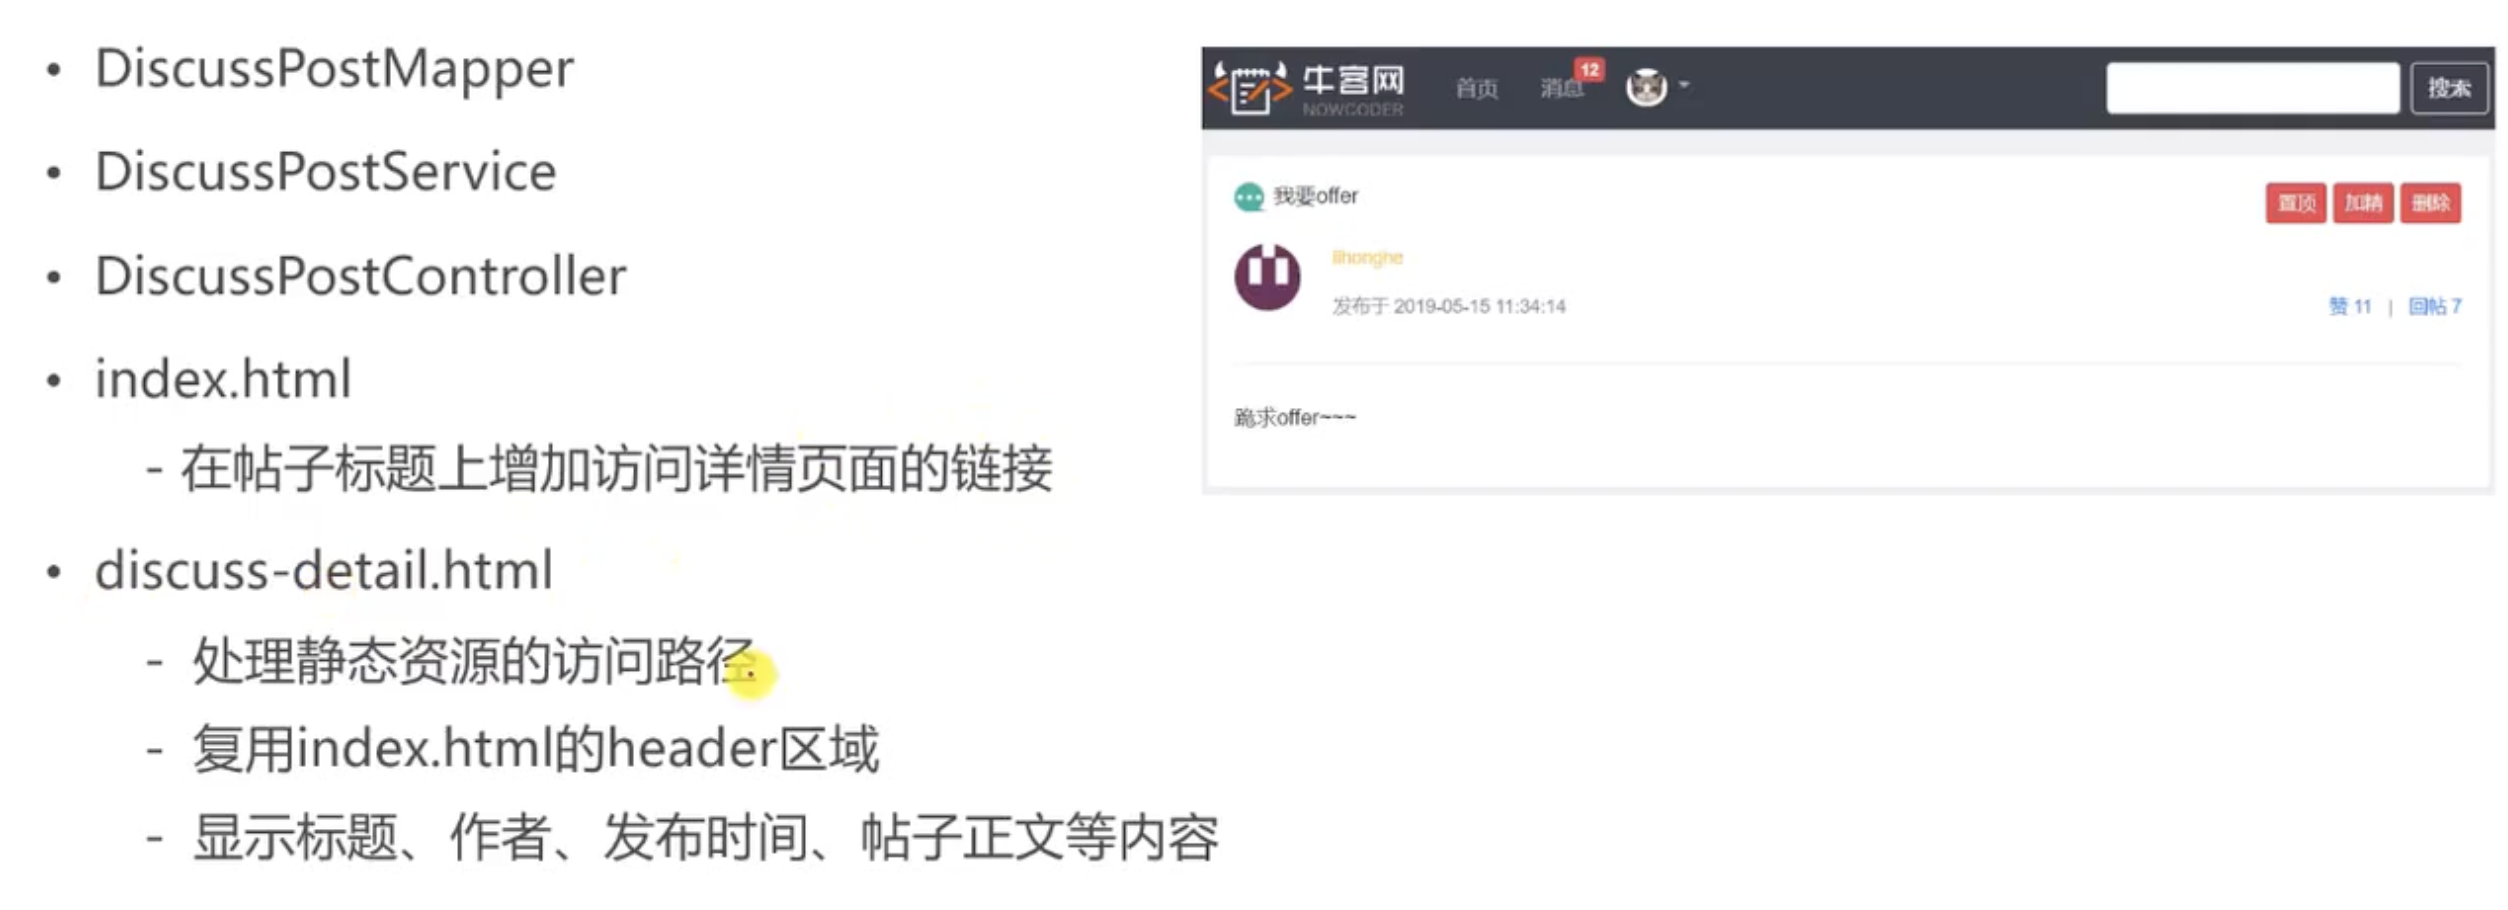 • DiscussPostMapper
• DiscussPostService
• DiscussPostController
• index.html
- 在帖子标题上增加访问详情页面的链接
• discuss-detail.html
- 处理静态资源的访问路径
- 复用index.html的header区域
- 显示标题、作者、发布时间、帖子正文等内容
牛客网
NOWCODER
首页
消息 12
搜索
我要offer
置顶 加精 删除
lihonghe
发布于 2019-05-15 11:34:14
赞 11 | 回帖 7
跪求offer~~~